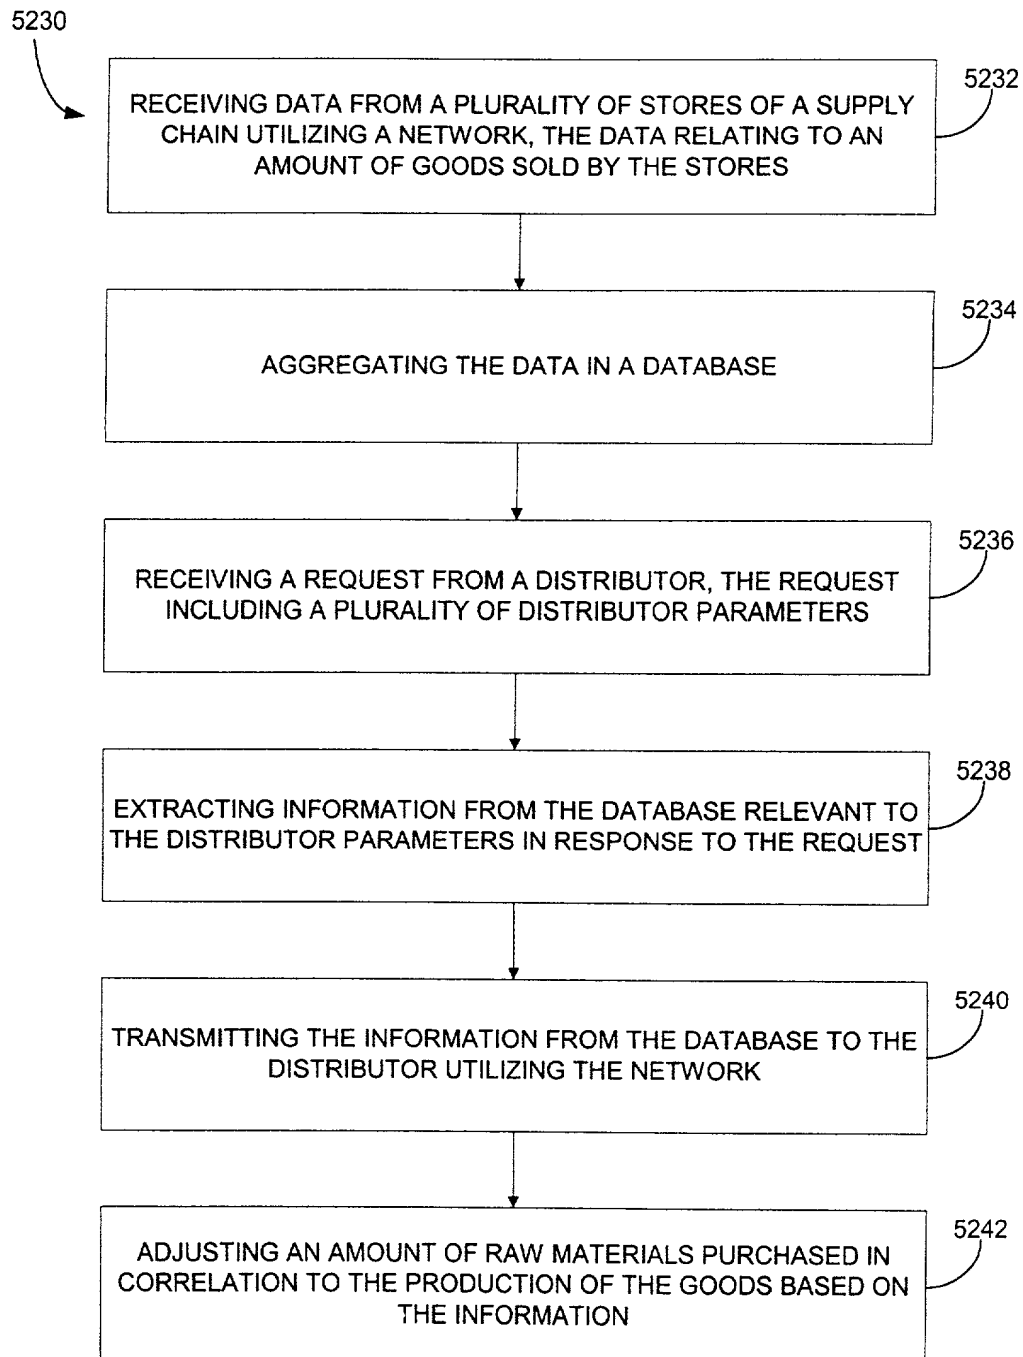 5230
RECEIVING DATA FROM A PLURALITY OF STORES OF A SUPPLY
CHAIN UTILIZING A NETWORK, THE DATA RELATING TO AN
AMOUNT OF GOODS SOLD BY THE STORES
5232
AGGREGATING THE DATA IN A DATABASE
5234
RECEIVING A REQUEST FROM A DISTRIBUTOR, THE REQUEST
INCLUDING A PLURALITY OF DISTRIBUTOR PARAMETERS
5236
EXTRACTING INFORMATION FROM THE DATABASE RELEVANT TO
THE DISTRIBUTOR PARAMETERS IN RESPONSE TO THE REQUEST
5238
TRANSMITTING THE INFORMATION FROM THE DATABASE TO THE
DISTRIBUTOR UTILIZING THE NETWORK
5240
ADJUSTING AN AMOUNT OF RAW MATERIALS PURCHASED IN
CORRELATION TO THE PRODUCTION OF THE GOODS BASED ON
THE INFORMATION
5242